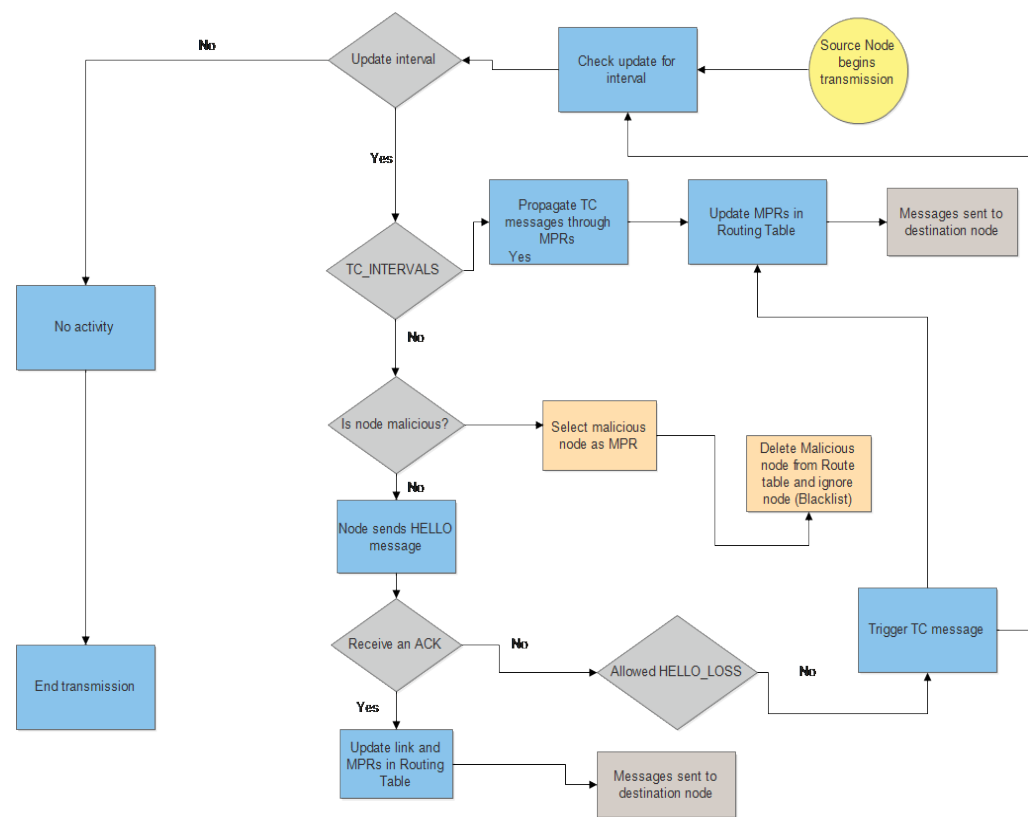 No
Update interval
Check update for
interval
Source Node
begins
transmission
Yes
Propagate TC
messages through
MPRs
Yes
Update MPRs in
Routing Table
Messages sent to
destination node
TC_INTERVALS
No activity
No
Is node malicious?
Select malicious
node as MPR
Delete Malicious
node from Route
table and ignore
node (Blacklist)
No
Node sends HELLO
message
Receive an ACK
No
Allowed HELLO_LOSS
No
Trigger TC message
End transmission
Yes
Update link and
MPRs in Routing
Table
Messages sent to
destination node